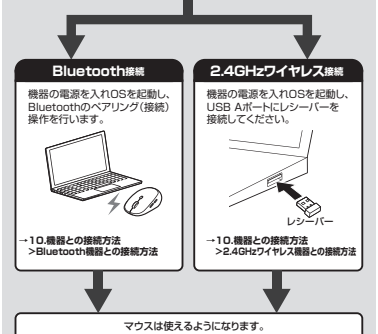 Bluetooth接続
機器の電源を入れOSを起動し、
Bluetoothのペアリング(接続)
操作を行います。
→10.機器との接続方法
>Bluetooth機器との接続方法
2.4GHzワイヤレス接続
機器の電源を入れOSを起動し、
USB Aポートにレシーバーを
接続してください。
レシーバー
→10.機器との接続方法
>2.4GHzワイヤレス機器との接続方法
マウスは使えるようになります。